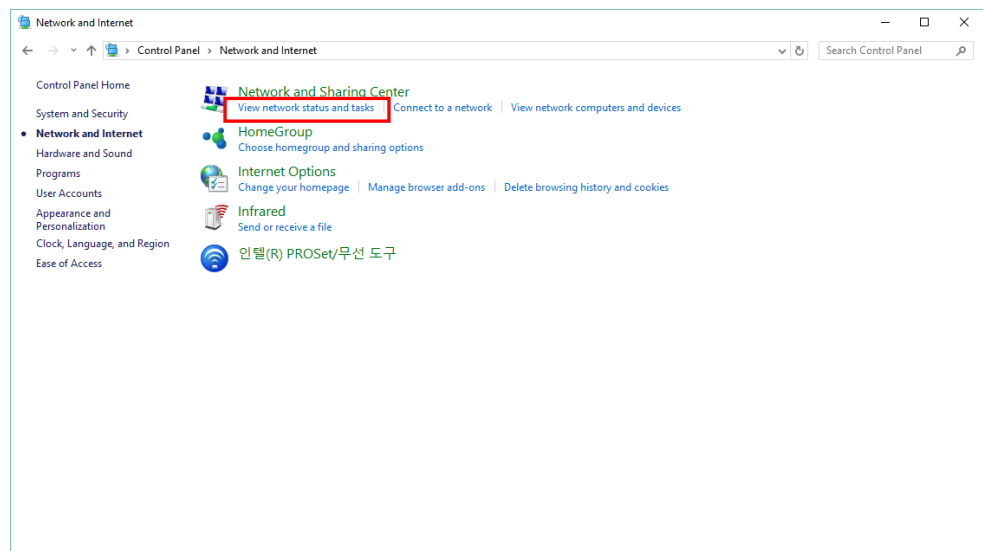 Network and Internet
Control Panel > Network and Internet
Search Control Panel
Control Panel Home
System and Security
Network and Internet
Hardware and Sound
Programs
User Accounts
Appearance and
Personalization
Clock, Language, and Region
Ease of Access
Network and Sharing Center
View network status and tasks Connect to a network View network computers and devices
HomeGroup
Choose homegroup and sharing options
Internet Options
Change your homepage Manage browser add-ons Delete browsing history and cookies
Infrared
Send or receive a file
인텔(R) PROSet/무선 도구